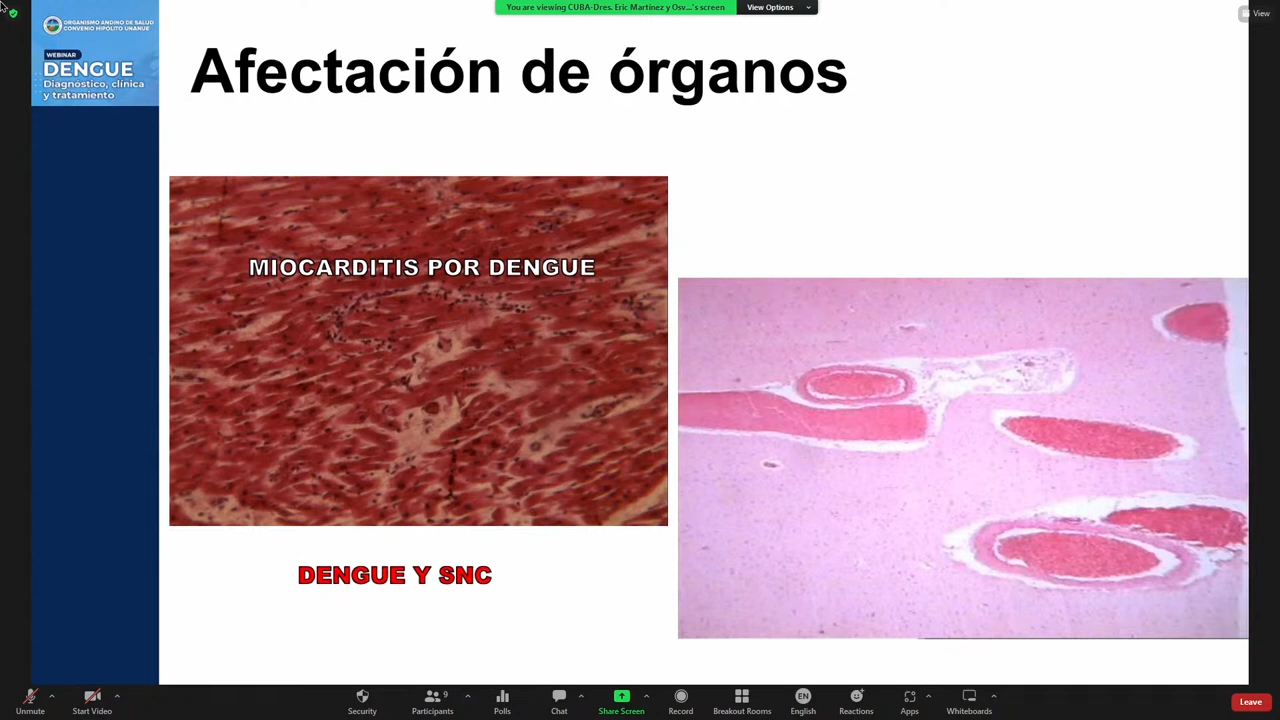 You are viewing CUBA-Dres. Eric Martínez y Osv...'s screen
View Options
View
ORGANISMO ANDINO DE SALUD
CONVENIO HIPÓLITO UNANUE
WEBINAR
DENGUE
Diagnóstico, clínica
y tratamiento
Afectación de órganos
MIOCARDITIS POR DENGUE
DENGUE Y SNC
Unmute
Start Video
Security
Participants
9
Polls
Chat
Share Screen
Record
Breakout Rooms
EN
English
Reactions
Apps
Whiteboards
Leave